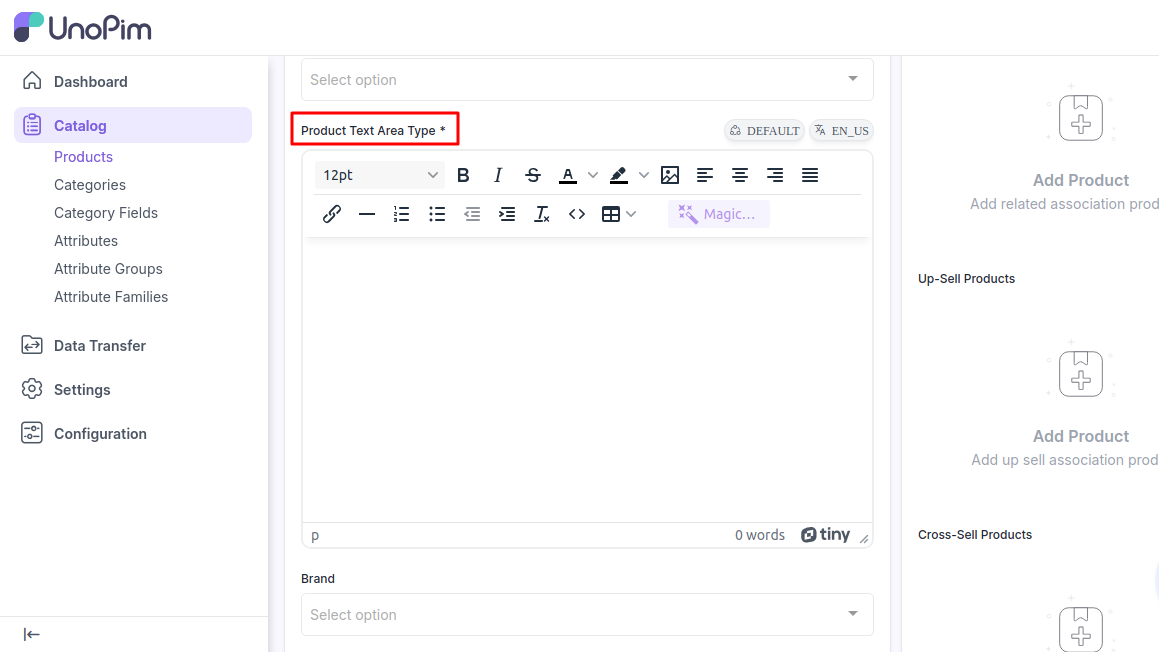 UnoPim
Dashboard
Catalog
Products
Categories
Category Fields
Attributes
Attribute Groups
Attribute Families
Data Transfer
Settings
Configuration
Select option
Product Text Area Type *
DEFAULT
EN_US
12pt
B I S A
Magic...
p
0 words
tiny
Brand
Select option
Add Product
Add related association prod
Up-Sell Products
Add Product
Add up sell association prod
Cross-Sell Products